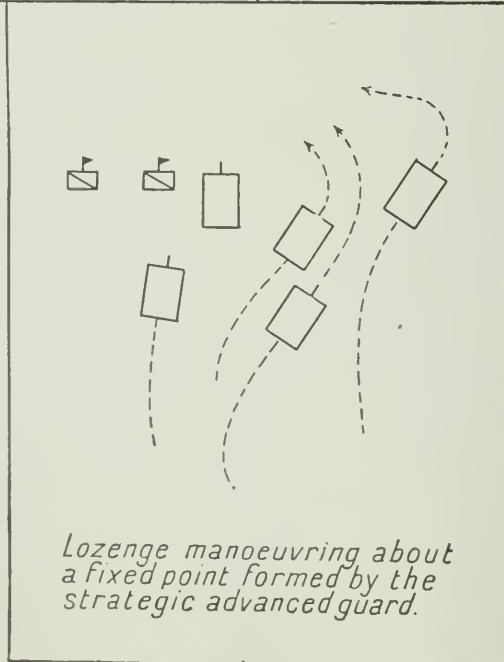 Lozenge manoeuvring about
a fixed point formed by the
strategic advanced guard.